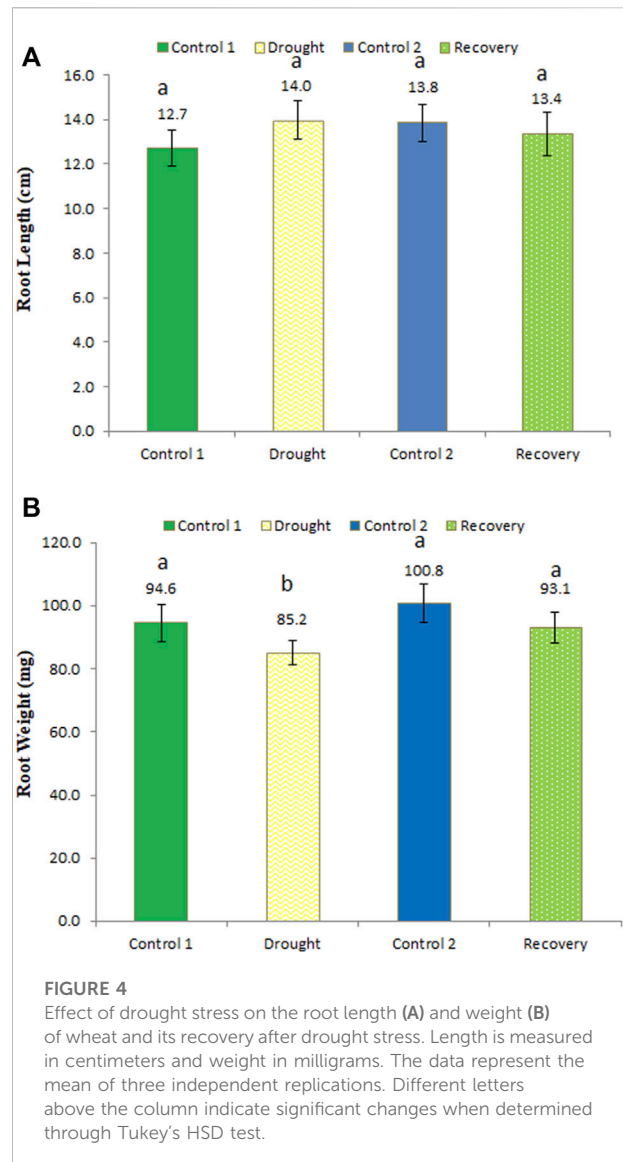 A
Control 1 Drought Control 2 Recovery
a a a a
12.7 14.0 13.8 13.4
Root Length (cm)
16.0
14.0
12.0
10.0
8.0
6.0
4.0
2.0
0.0
Control 1 Drought Control 2 Recovery
B
Control 1 Drought Control 2 Recovery
a b a a
94.6 85.2 100.8 93.1
Root Weight (mg)
120.0
100.0
80.0
60.0
40.0
20.0
0.0
Control 1 Drought Control 2 Recovery
FIGURE 4
Effect of drought stress on the root length (A) and weight (B)
of wheat and its recovery after drought stress. Length is measured
in centimeters and weight in milligrams. The data represent the
mean of three independent replications. Different letters
above the column indicate significant changes when determined
through Tukey's HSD test.